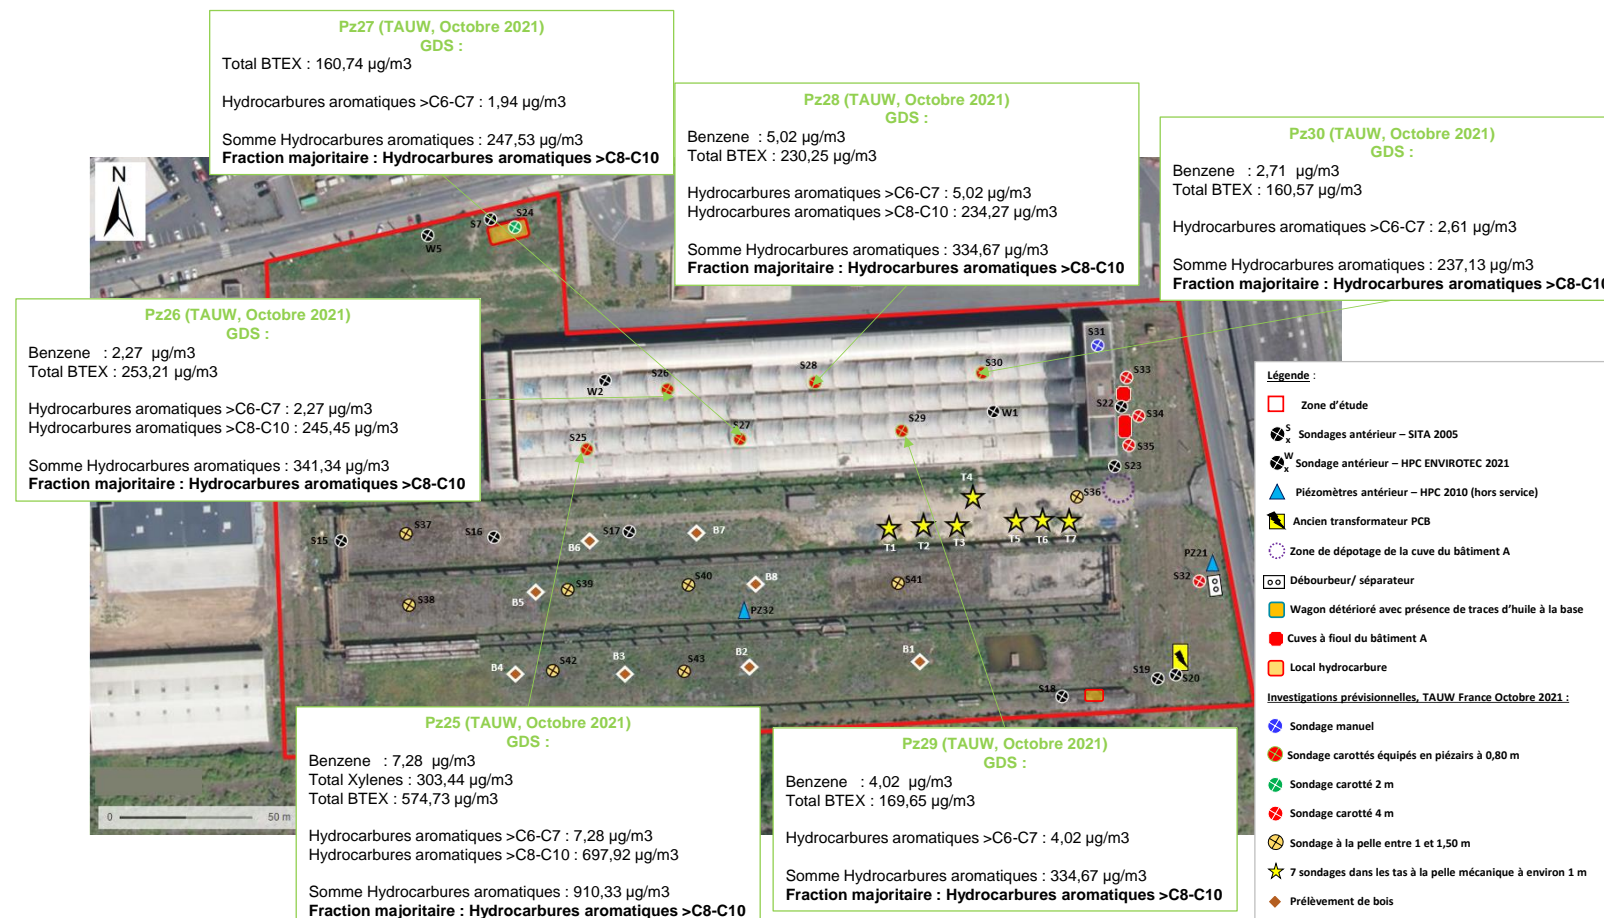 Pz27 (TAUW, Octobre 2021)
GDS :
Total BTEX : 160,74 µg/m3
Hydrocarbures aromatiques >C6-C7 : 1,94 µg/m3
Somme Hydrocarbures aromatiques : 247,53 µg/m3
Fraction majoritaire : Hydrocarbures aromatiques >C8-C10
Pz28 (TAUW, Octobre 2021)
GDS :
Benzene : 5,02 µg/m3
Total BTEX : 230,25 µg/m3
Hydrocarbures aromatiques >C6-C7 : 5,02 µg/m3
Hydrocarbures aromatiques >C8-C10 : 234,27 µg/m3
Somme Hydrocarbures aromatiques : 334,67 µg/m3
Fraction majoritaire : Hydrocarbures aromatiques >C8-C10
Pz30 (TAUW, Octobre 2021)
GDS :
Benzene : 2,71 µg/m3
Total BTEX : 160,57 µg/m3
Hydrocarbures aromatiques >C6-C7 : 2,61 µg/m3
Somme Hydrocarbures aromatiques : 237,13 µg/m3
Fraction majoritaire : Hydrocarbures aromatiques >C8-C10
Pz26 (TAUW, Octobre 2021)
GDS :
Benzene : 2,27 µg/m3
Total BTEX : 253,21 µg/m3
Hydrocarbures aromatiques >C6-C7 : 2,27 µg/m3
Hydrocarbures aromatiques >C8-C10 : 245,45 µg/m3
Somme Hydrocarbures aromatiques : 341,34 µg/m3
Fraction majoritaire : Hydrocarbures aromatiques >C8-C10
N
S7
S24
W5
S31
S26
S28
S30
W2
S33
S22
S34
W1
S25
S27
S29
S35
S23
T4
S36
S37
S15
S16
S17
B6
B7
T1
T2
T3
T5
T6
T7
PZ21
S32
S39
S40
B8
S41
B5
S38
PZ32
B4
S42
B3
S43
B2
B1
S18
S19
S20
0
50 m
Pz25 (TAUW, Octobre 2021)
GDS :
Benzene : 7,28 µg/m3
Total Xylenes : 303,44 µg/m3
Total BTEX : 574,73 µg/m3
Hydrocarbures aromatiques >C6-C7 : 7,28 µg/m3
Hydrocarbures aromatiques >C8-C10 : 697,92 µg/m3
Somme Hydrocarbures aromatiques : 910,33 µg/m3
Fraction majoritaire : Hydrocarbures aromatiques >C8-C10
Pz29 (TAUW, Octobre 2021)
GDS :
Benzene : 4,02 µg/m3
Total BTEX : 169,65 µg/m3
Hydrocarbures aromatiques >C6-C7 : 4,02 µg/m3
Somme Hydrocarbures aromatiques : 334,67 µg/m3
Fraction majoritaire : Hydrocarbures aromatiques >C8-C10
Légende :
Zone d'étude
Sx Sondages antérieur – SITA 2005
Wx Sondage antérieur – HPC ENVIROTEC 2021
Piézomètres antérieur – HPC 2010 (hors service)
Ancien transformateur PCB
Zone de dépotage de la cuve du bâtiment A
Débourbeur/ séparateur
Wagon détérioré avec présence de traces d'huile à la base
Cuves à fioul du bâtiment A
Local hydrocarbure
Investigations prévisionnelles, TAUW France Octobre 2021 :
Sondage manuel
Sondage carottés équipés en piézairs à 0,80 m
Sondage carotté 2 m
Sondage carotté 4 m
Sondage à la pelle entre 1 et 1,50 m
7 sondages dans les tas à la pelle mécanique à environ 1 m
Prélèvement de bois